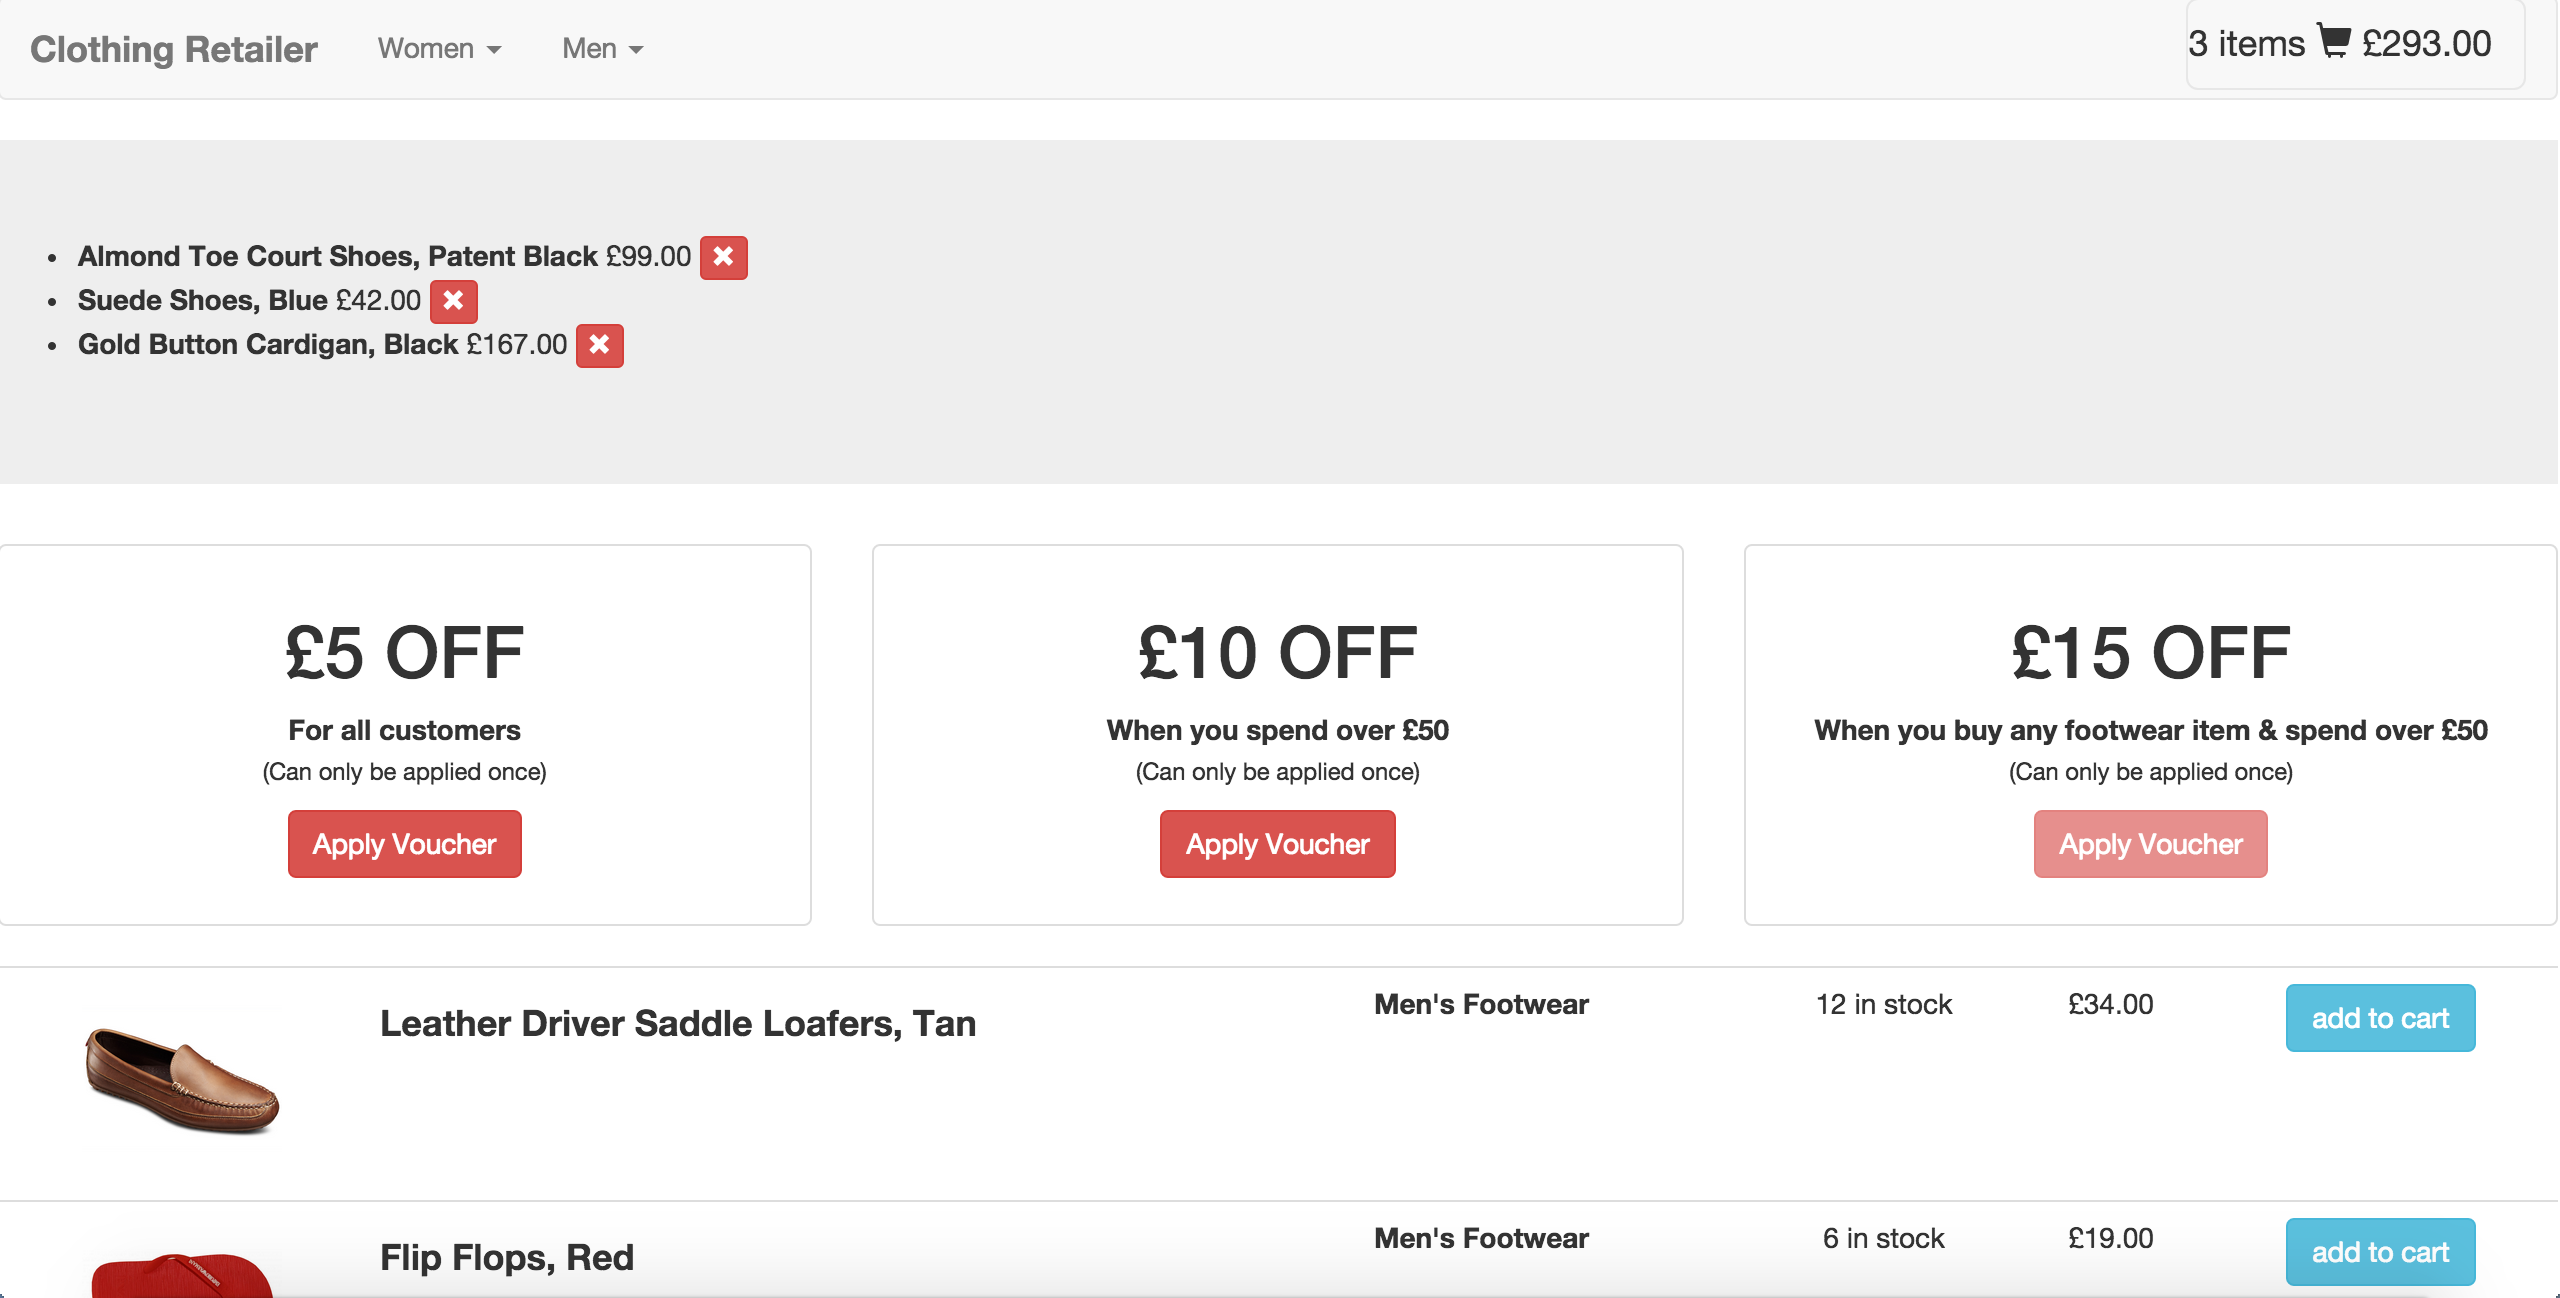 Clothing Retailer Women Men 3 items £293.00
Almond Toe Court Shoes, Patent Black £99.00
Suede Shoes, Blue £42.00
Gold Button Cardigan, Black £167.00
£5 OFF
For all customers
(Can only be applied once)
Apply Voucher
£10 OFF
When you spend over £50
(Can only be applied once)
Apply Voucher
£15 OFF
When you buy any footwear item & spend over £50
(Can only be applied once)
Apply Voucher
Leather Driver Saddle Loafers, Tan Men's Footwear 12 in stock £34.00 add to cart
Flip Flops, Red Men's Footwear 6 in stock £19.00 add to cart